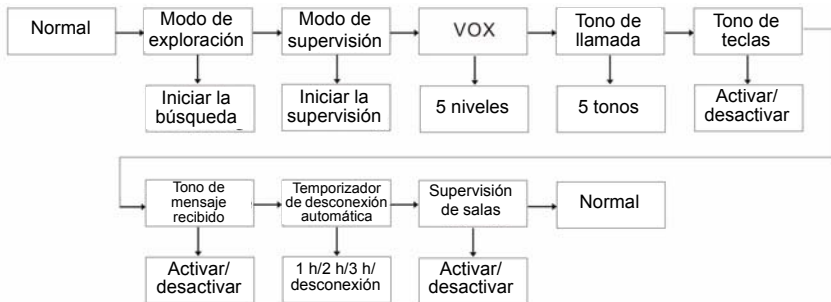 Normal
Modo de
exploración
Modo de
supervisión
VOX
Tono de
llamada
Tono de
teclas
Iniciar la
búsqueda
Iniciar la
supervisión
5 niveles
5 tonos
Activar/
desactivar
Tono de
mensaje
recibido
Temporizador
de desconexión
automática
Supervisión
de salas
Normal
Activar/
desactivar
1 h/2 h/3 h/
desconexión
Activar/
desactivar